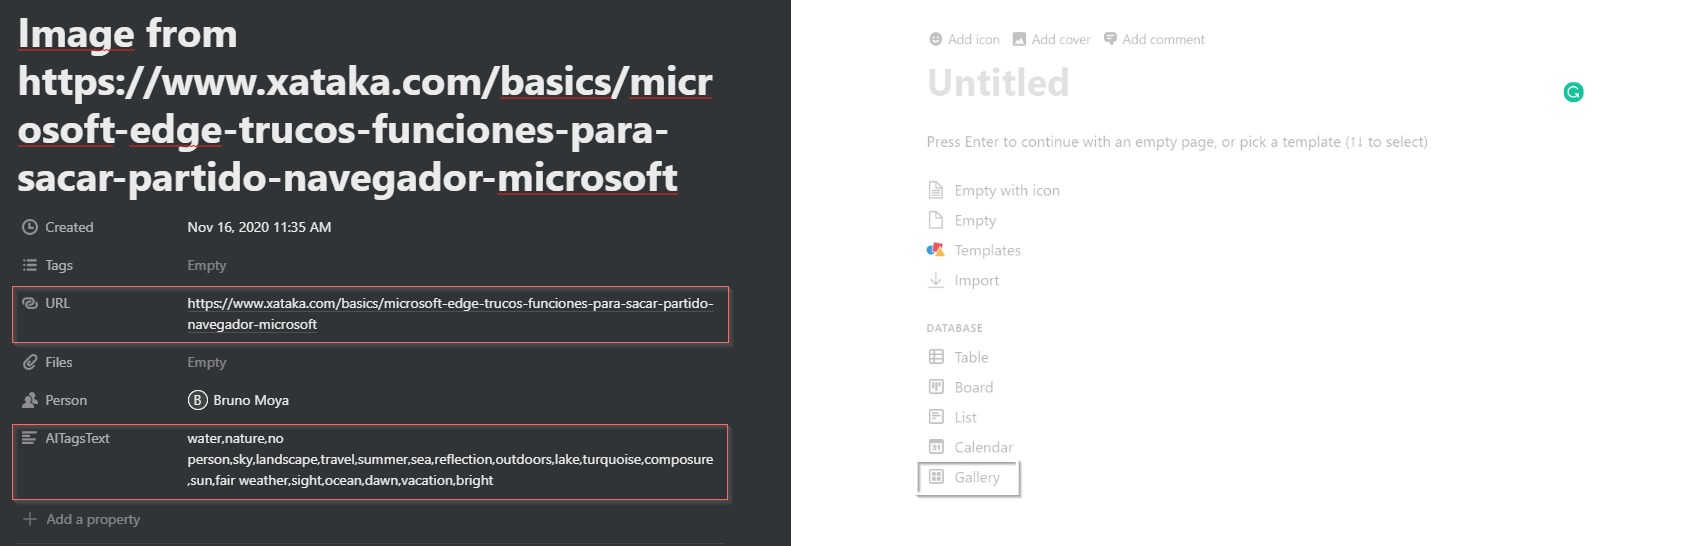 Image from
https://www.xataka.com/basics/micr
osoft-edge-trucos-funciones-para-
sacar-partido-navegador-microsoft
Created Nov 16, 2020 11:35 AM
Tags Empty
URL https://www.xataka.com/basics/microsoft-edge-trucos-funciones-para-sacar-partido-
navegador-microsoft
Files Empty
Person B Bruno Moya
AITagsText water,nature,no
person,sky,landscape,travel,summer,sea,reflection,outdoors,lake,turquoise,composure
,sun,fair weather,sight,ocean,dawn,vacation,bright
Add a property
Add icon Add cover Add comment
Untitled
Press Enter to continue with an empty page, or pick a template (↑↓ to select)
Empty with icon
Empty
Templates
Import
DATABASE
Table
Board
List
31 Calendar
Gallery